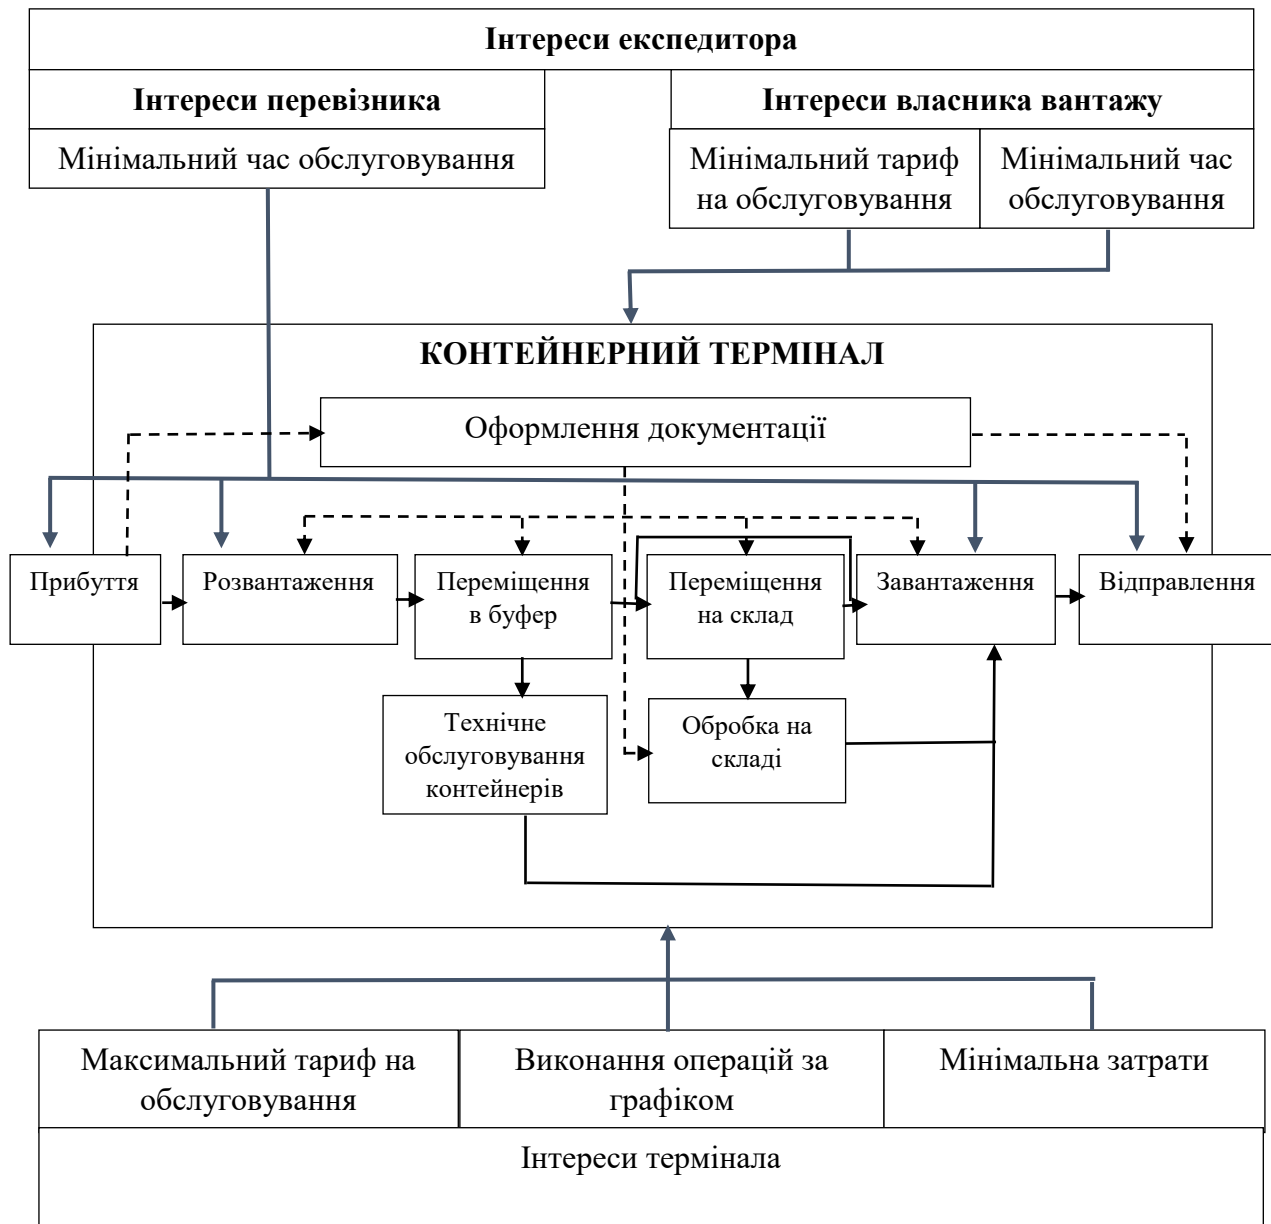 Інтереси експедитора
Інтереси перевізника
Інтереси власника вантажу
Мінімальний час обслуговування
Мінімальний тариф
на обслуговування
Мінімальний час
обслуговування
КОНТЕЙНЕРНИЙ ТЕРМІНАЛ
Оформлення документації
Прибуття
Розвантаження
Переміщення
в буфер
Переміщення
на склад
Завантаження
Відправлення
Технічне
обслуговування
контейнерів
Обробка на
складі
Максимальний тариф на
обслуговування
Виконання операцій за
графіком
Мінімальна затрати
Інтереси термінала